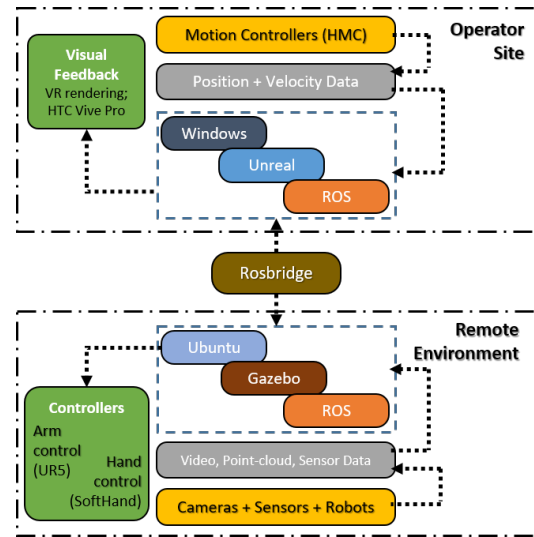 Motion Controllers (HMC)
Operator
Site
Visual
Feedback
VR rendering;
HTC Vive Pro
Position + Velocity Data
Windows
Unreal
ROS
Rosbridge
Remote
Environment
Ubuntu
Gazebo
ROS
Controllers
Arm
control
(UR5)
Hand
control
(SoftHand)
Video, Point-cloud, Sensor Data
Cameras + Sensors + Robots